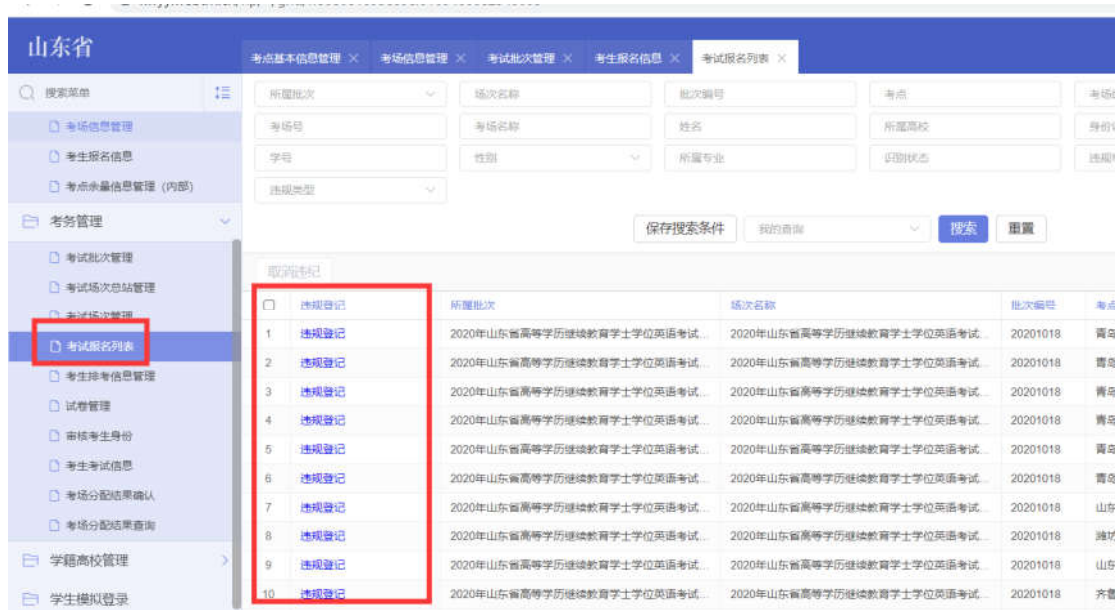 山东省
考点基本信息管理 × 考场信息管理 × 考试批次管理 × 考生报名信息 × 考试报名列表 ×
搜索菜单
所属批次 场次名称 批次编号 考点
考场信息管理
考场号 考场名称 姓名 所属高校
考生报名信息
学号 性别 所属专业 识别状态
考点余量信息管理（内部）
违规类型
考务管理
保存搜索条件 我的查询 搜索 重置
考试批次管理
取消违纪
考试场次总站管理
违规登记 所属批次 场次名称 批次编号 考点
考试场次管理
1 违规登记 2020年山东省高等学历继续教育学士学位英语考试... 2020年山东省高等学历继续教育学士学位英语考试... 20201018 青岛
考试报名列表
2 违规登记 2020年山东省高等学历继续教育学士学位英语考试... 2020年山东省高等学历继续教育学士学位英语考试... 20201018 青岛
考生排考信息管理
3 违规登记 2020年山东省高等学历继续教育学士学位英语考试... 2020年山东省高等学历继续教育学士学位英语考试... 20201018 青岛
试卷管理
4 违规登记 2020年山东省高等学历继续教育学士学位英语考试... 2020年山东省高等学历继续教育学士学位英语考试... 20201018 青岛
审核考生身份
5 违规登记 2020年山东省高等学历继续教育学士学位英语考试... 2020年山东省高等学历继续教育学士学位英语考试... 20201018 青岛
考生考试信息
6 违规登记 2020年山东省高等学历继续教育学士学位英语考试... 2020年山东省高等学历继续教育学士学位英语考试... 20201018 青岛
考场分配结果确认
7 违规登记 2020年山东省高等学历继续教育学士学位英语考试... 2020年山东省高等学历继续教育学士学位英语考试... 20201018 山东
考场分配结果查询
8 违规登记 2020年山东省高等学历继续教育学士学位英语考试... 2020年山东省高等学历继续教育学士学位英语考试... 20201018 潍坊
学籍高校管理
9 违规登记 2020年山东省高等学历继续教育学士学位英语考试... 2020年山东省高等学历继续教育学士学位英语考试... 20201018 山东
学生模拟登录
10 违规登记 2020年山东省高等学历继续教育学士学位英语考试... 2020年山东省高等学历继续教育学士学位英语考试... 20201018 齐鲁